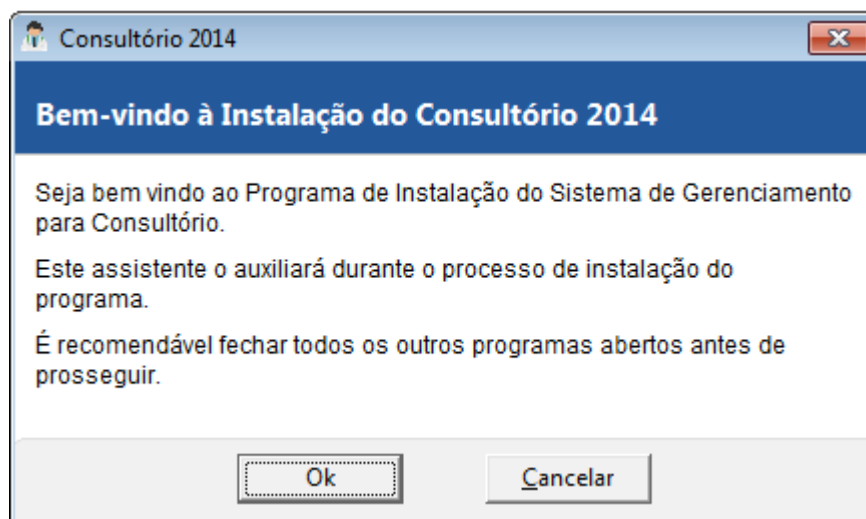 Consultório 2014
Bem-vindo à Instalação do Consultório 2014
Seja bem vindo ao Programa de Instalação do Sistema de Gerenciamento
para Consultório.
Este assistente o auxiliará durante o processo de instalação do
programa.
É recomendável fechar todos os outros programas abertos antes de
prosseguir.
Ok
Cancelar